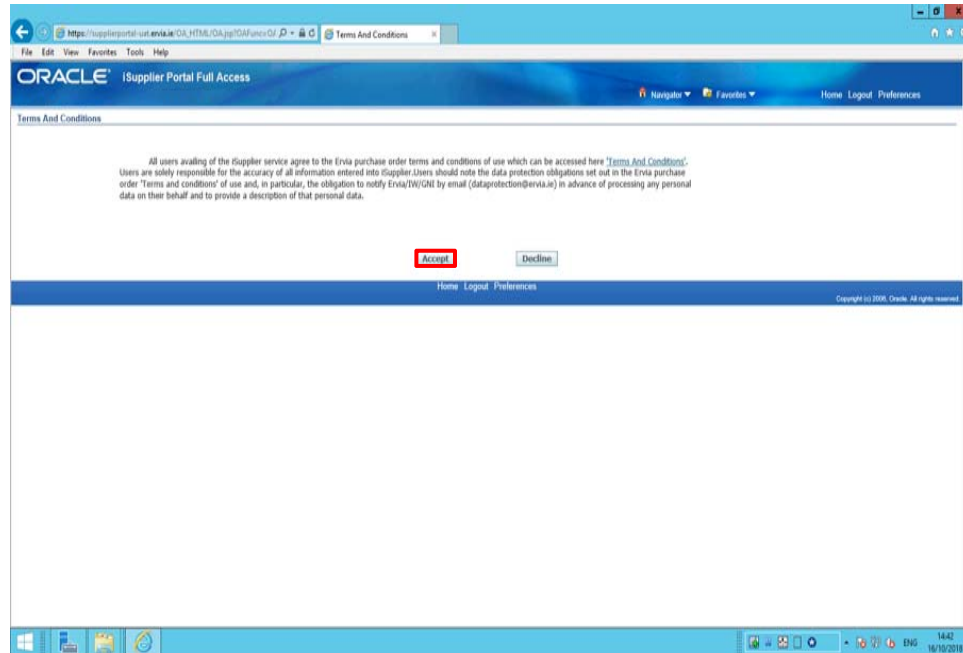 https://supplierportal-uat.ervia.ie/OA_HTML/OA.jsp?OAFunc=OA
Terms And Conditions
File Edit View Favorites Tools Help
ORACLE iSupplier Portal Full Access
Navigator Favorites Home Logout Preferences
Terms And Conditions
All users availing of the iSupplier service agree to the Ervia purchase order terms and conditions of use which can be accessed here 'Terms And Conditions'.
Users are solely responsible for the accuracy of all information entered into iSupplier.Users should note the data protection obligations set out in the Ervia purchase
order 'Terms and conditions' of use and, in particular, the obligation to notify Ervia/IW/GNI by email (dataprotection@ervia.ie) in advance of processing any personal
data on their behalf and to provide a description of that personal data.
Accept Decline
Home Logout Preferences
Copyright (c) 2006, Oracle. All rights reserved.
ENG 14:42
16/10/2018